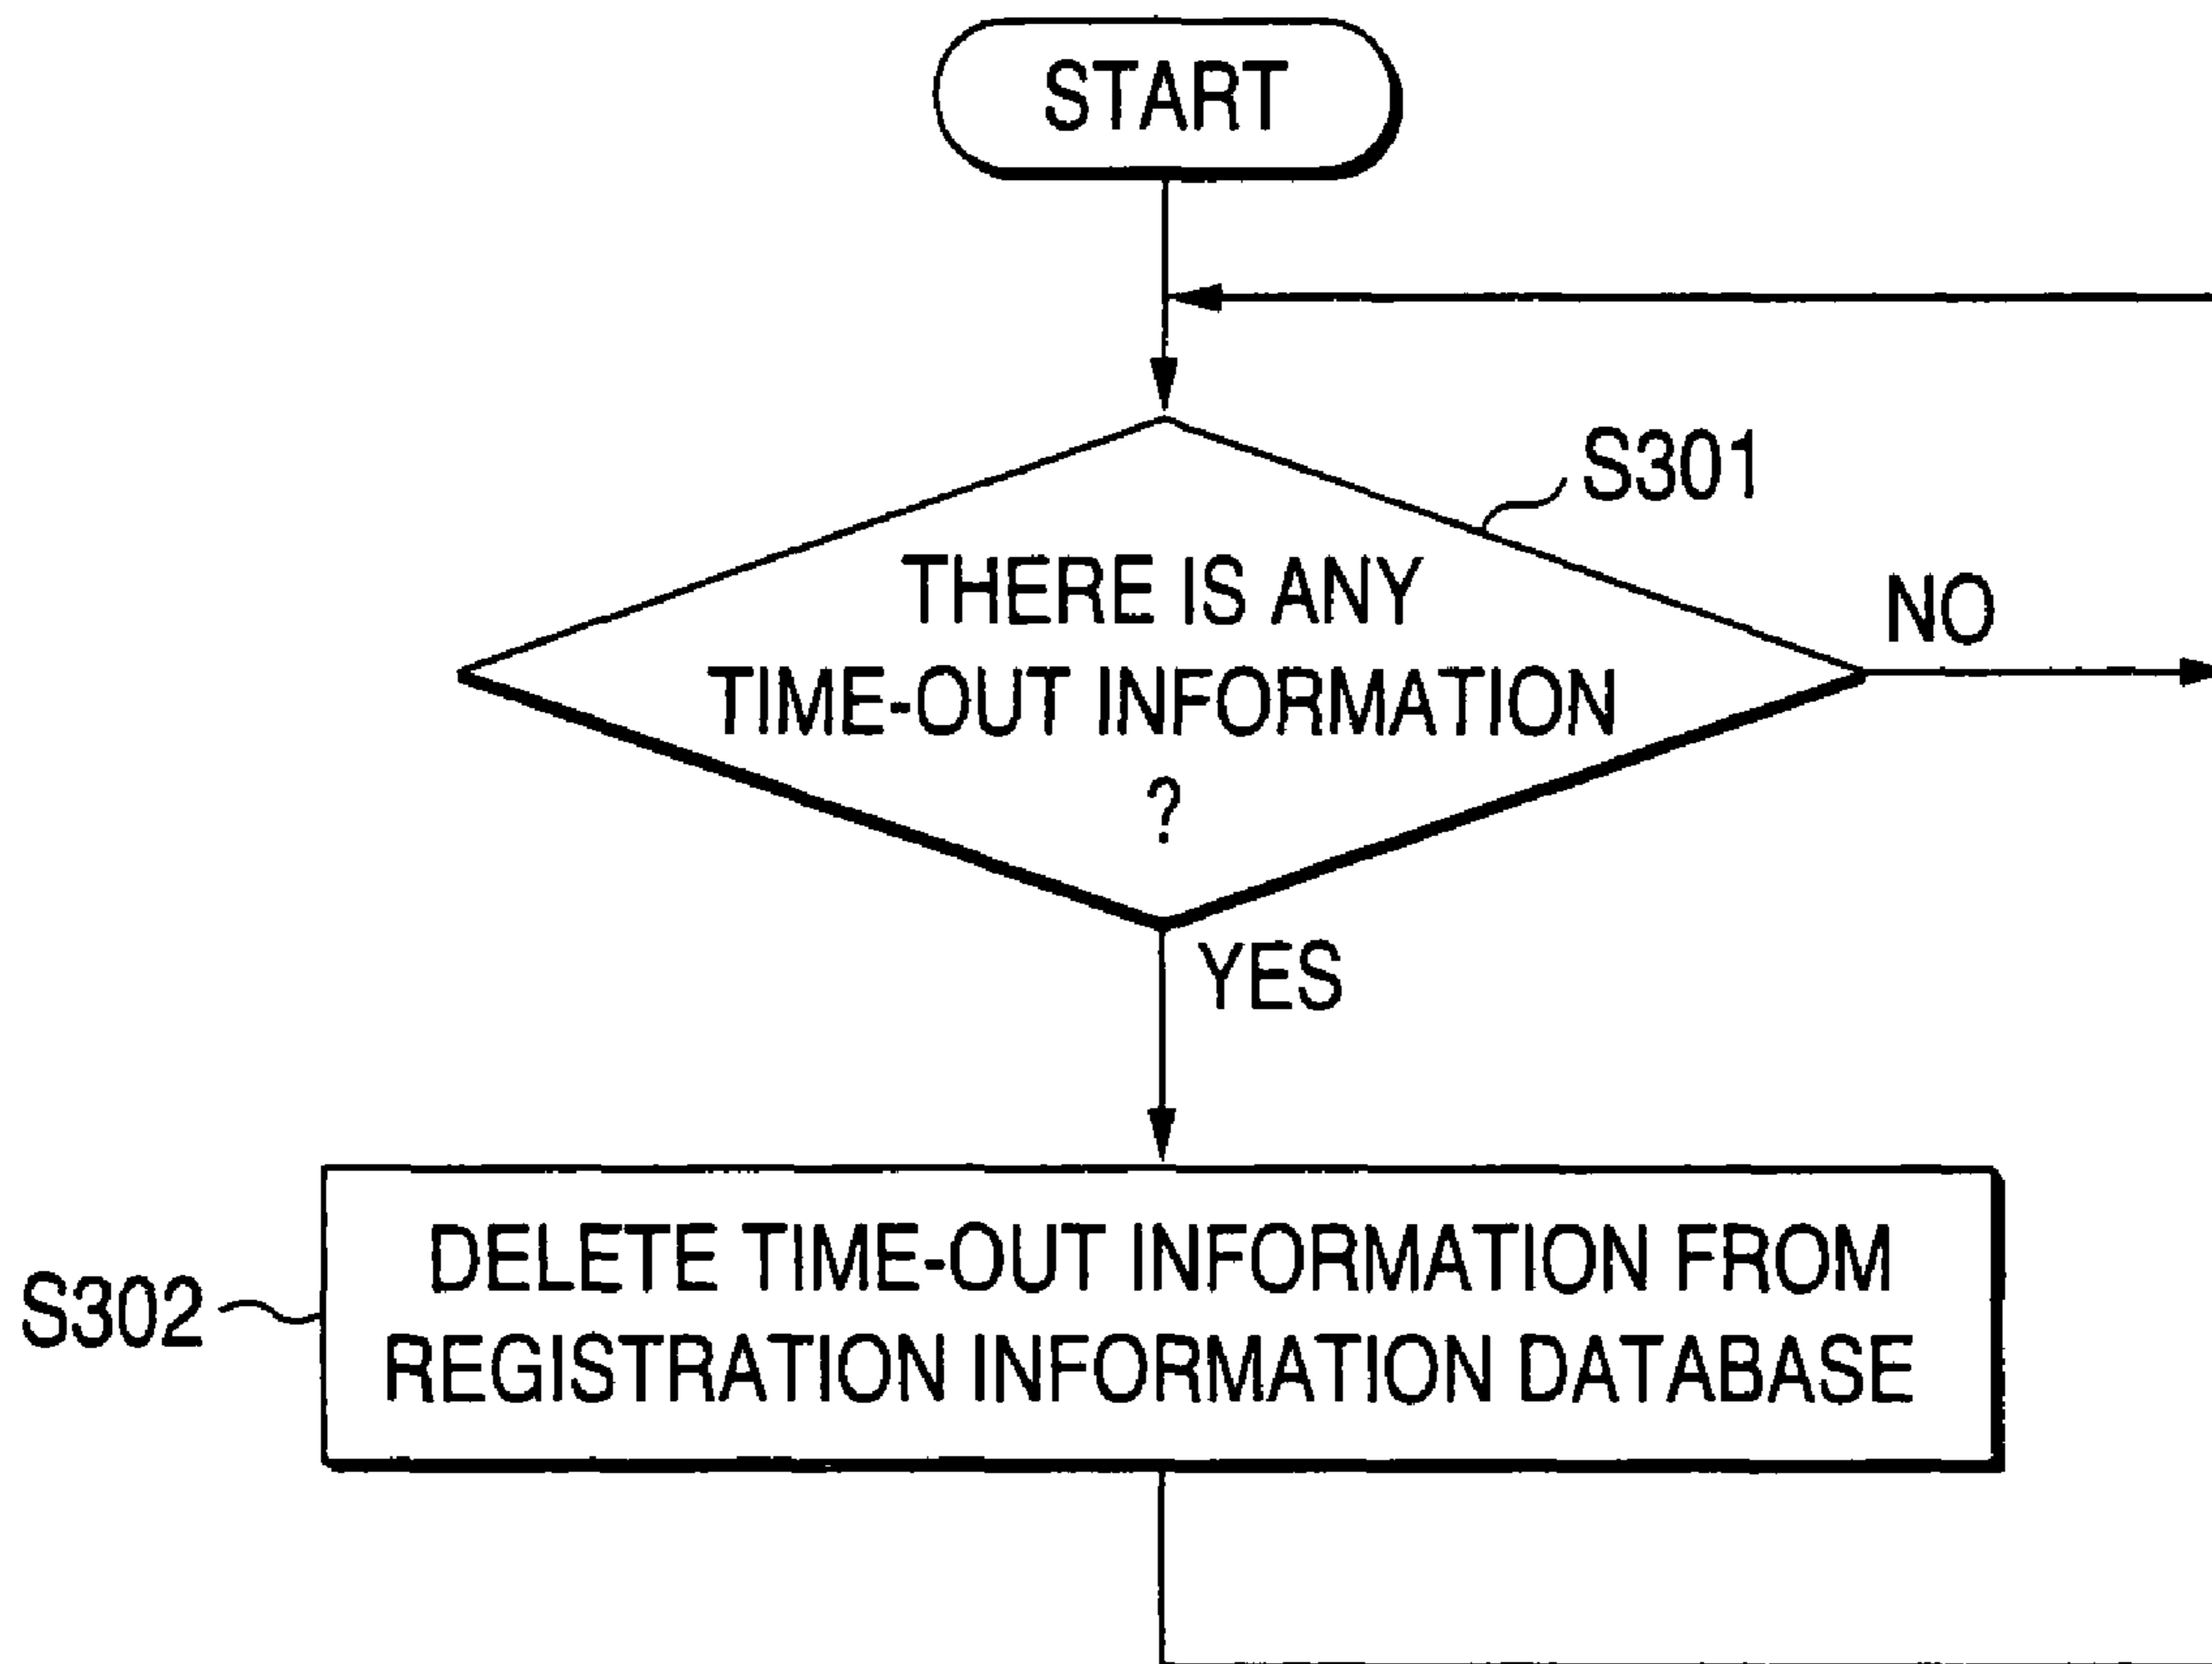 START
S301
THERE IS ANY
TIME-OUT INFORMATION
?
NO
YES
S302
DELETE TIME-OUT INFORMATION FROM
REGISTRATION INFORMATION DATABASE